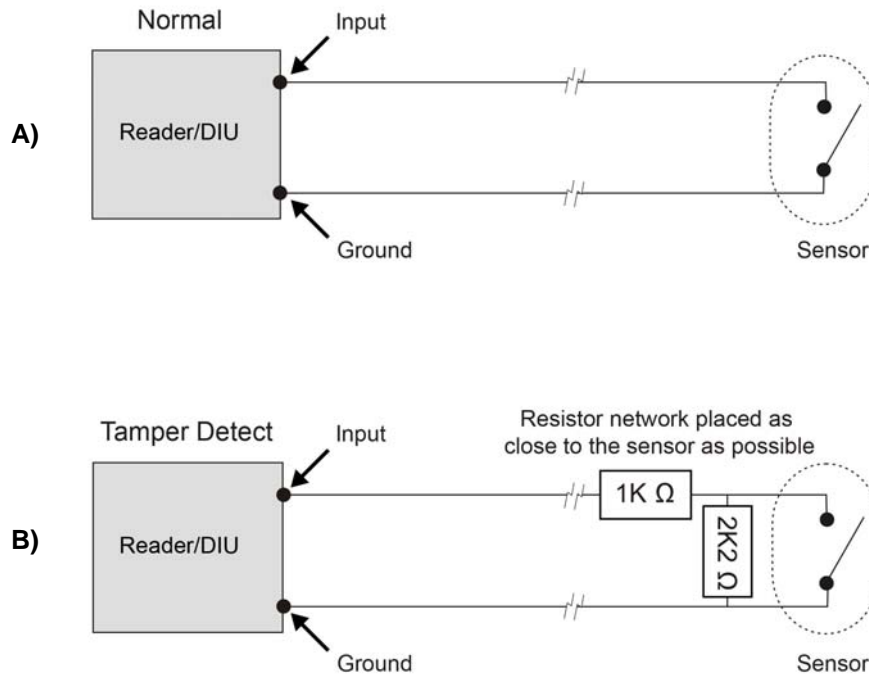 Normal
Input
A)
Reader/DIU
Ground
Sensor
Resistor network placed as
close to the sensor as possible
Tamper Detect
Input
1K Ω
2K2 Ω
B)
Reader/DIU
Ground
Sensor